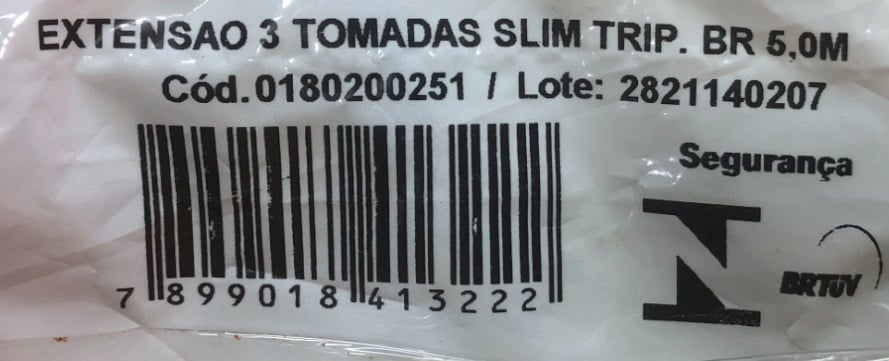 EXTENSAO 3 TOMADAS SLIM TRIP. BR 5,0M
Cód.0180200251 / Lote: 2821140207
Segurança
BRTÜV
7 899018 413222